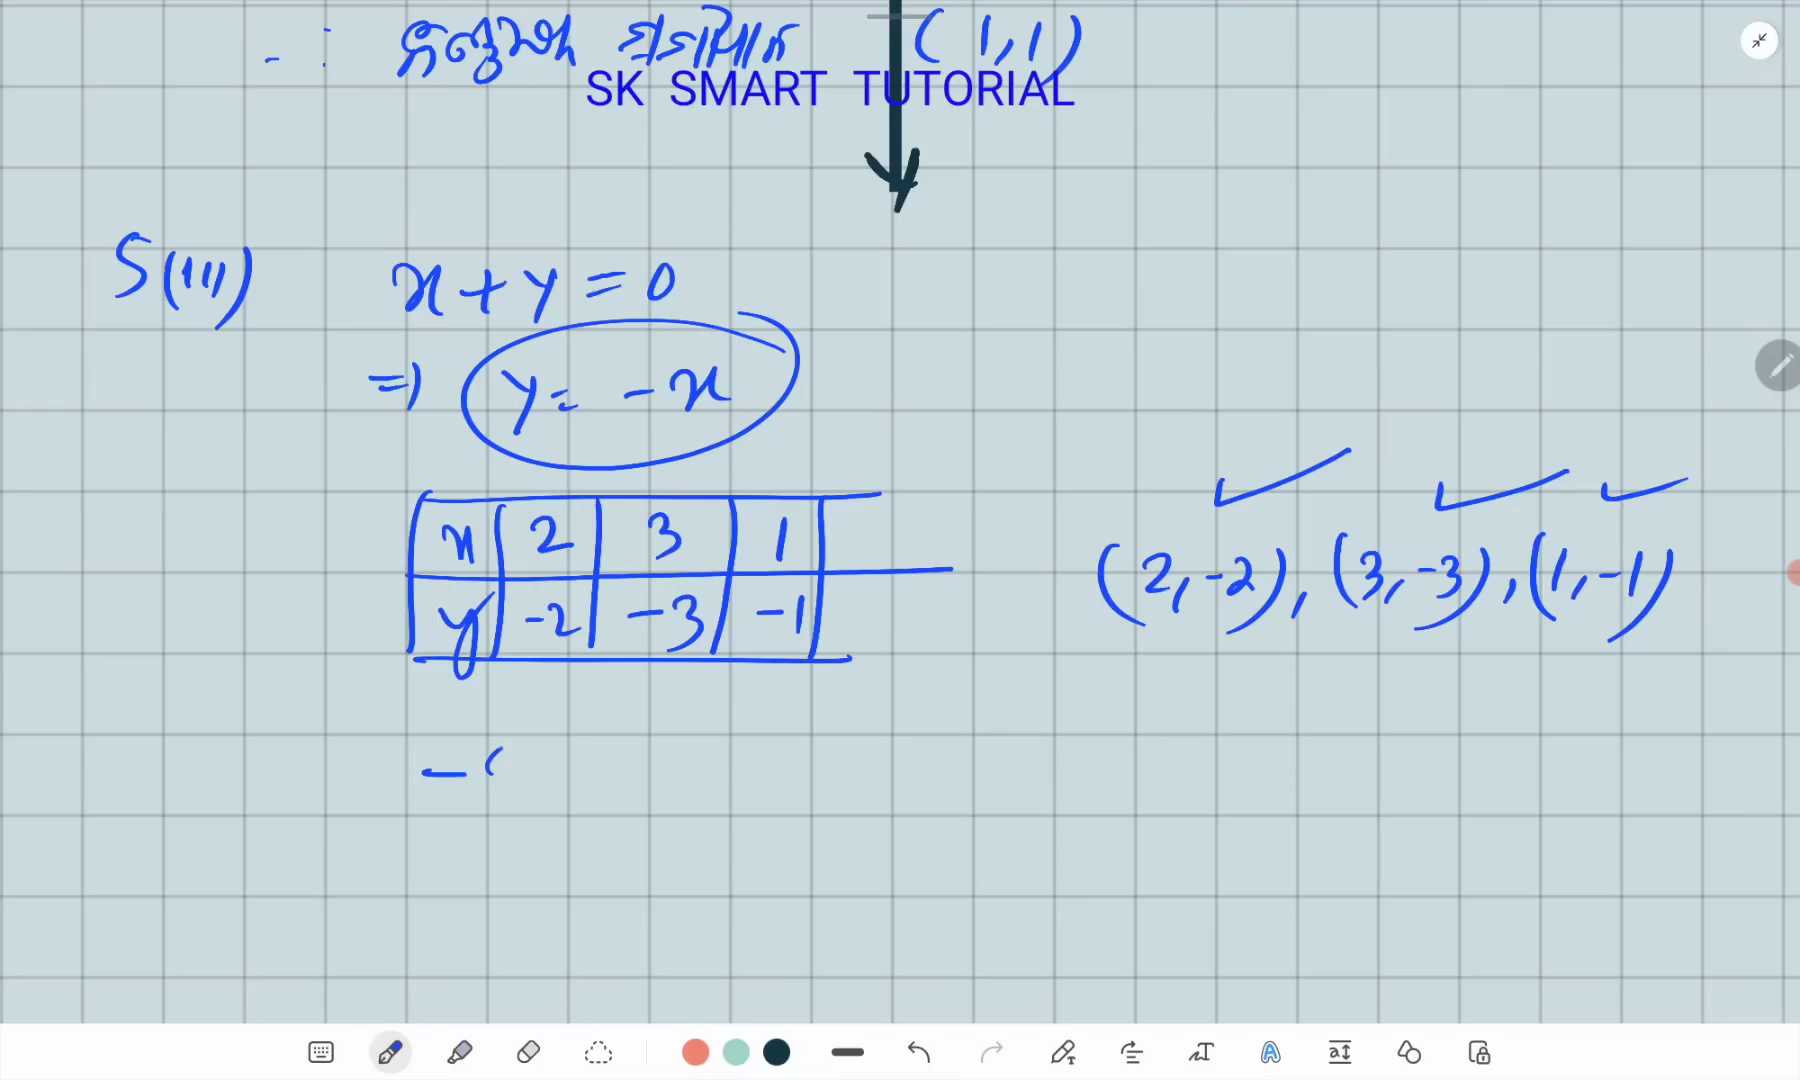 (1,1)
SK SMART TUTORIAL
5(iii) x + y = 0
⇒ y = -x
x 2 3 1
y -2 -3 -1
(2,-2), (3,-3), (1,-1)